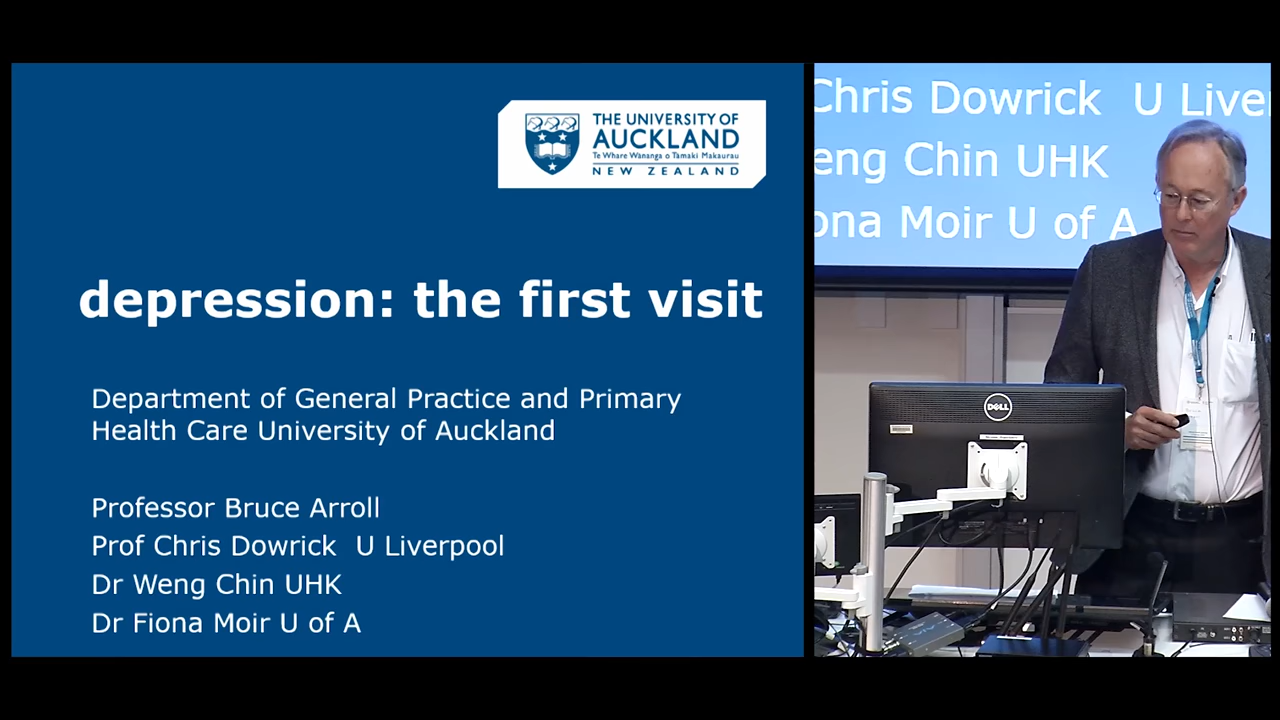 THE UNIVERSITY OF
AUCKLAND
Te Whare Wananga o Tamaki Makaurau
NEW ZEALAND
depression: the first visit
Department of General Practice and Primary
Health Care University of Auckland
Professor Bruce Arroll
Prof Chris Dowrick  U Liverpool
Dr Weng Chin UHK
Dr Fiona Moir U of A
Chris Dowrick  U Live
eng Chin UHK
ona Moir U of A
DELL